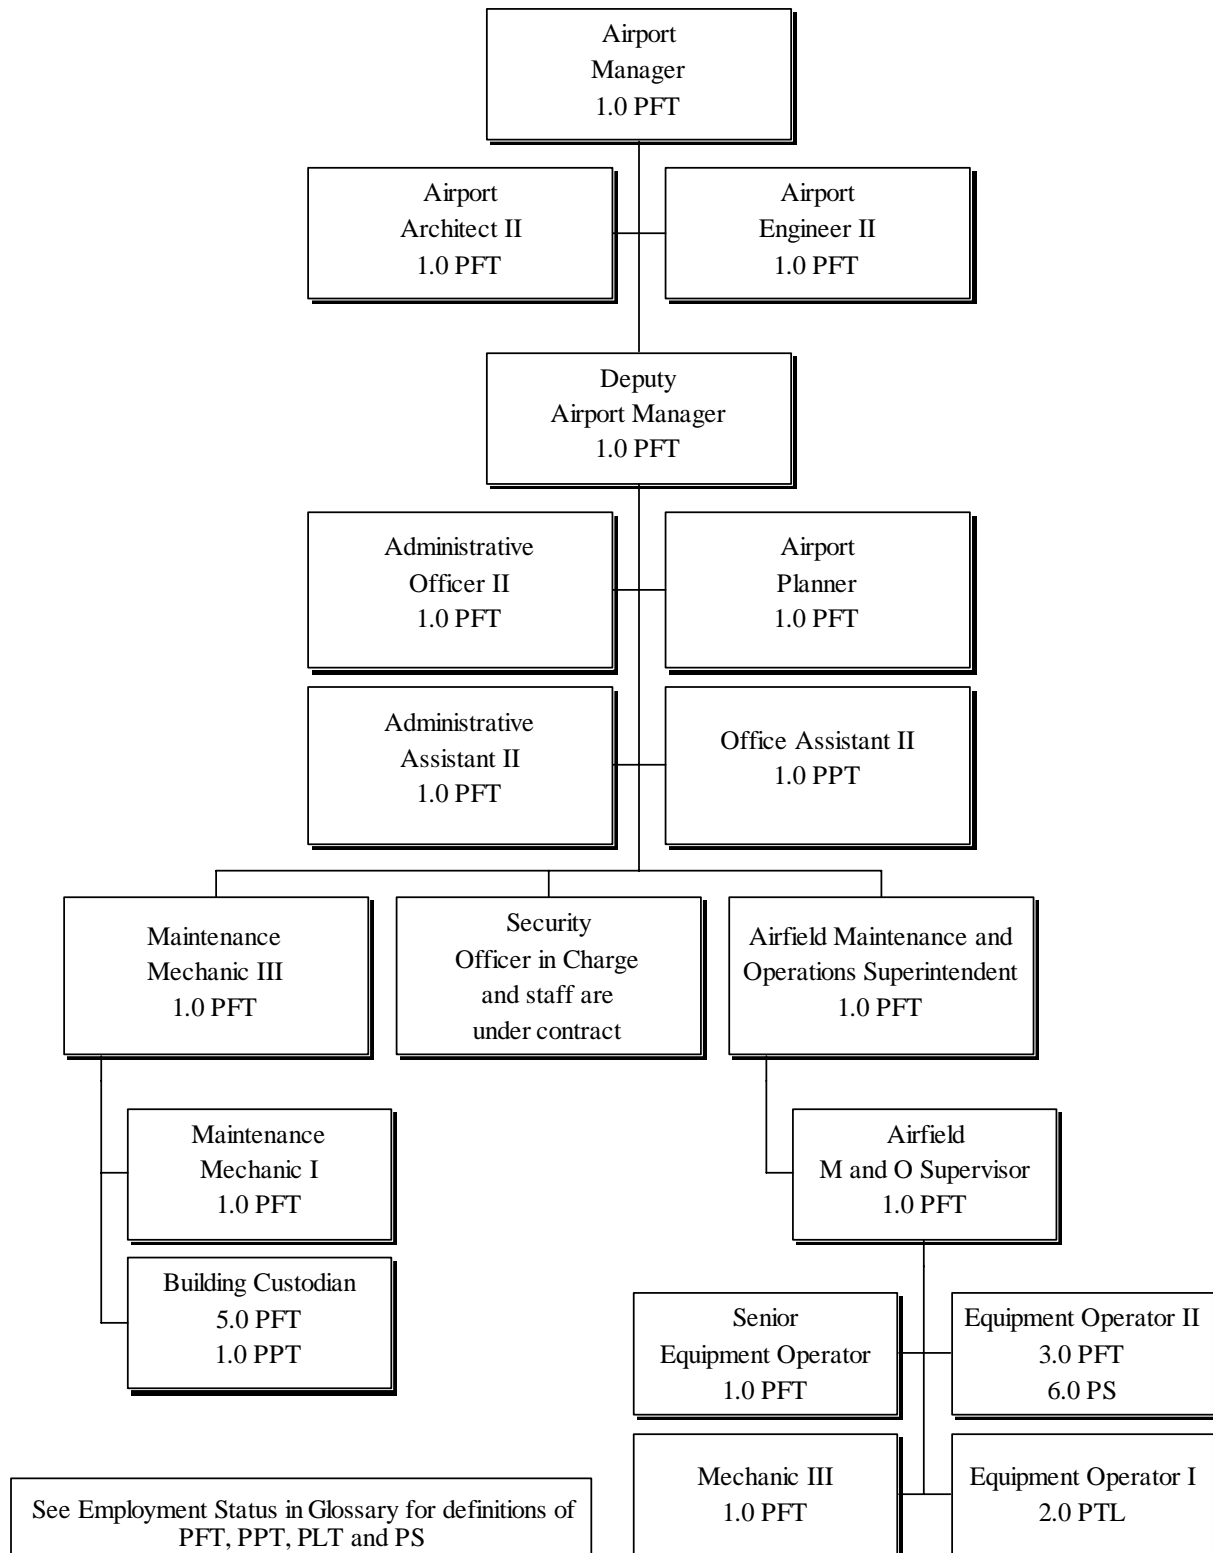 Airport
Manager
1.0 PFT
Airport
Architect II
1.0 PFT
Airport
Engineer II
1.0 PFT
Deputy
Airport Manager
1.0 PFT
Administrative
Officer II
1.0 PFT
Airport
Planner
1.0 PFT
Administrative
Assistant II
1.0 PFT
Office Assistant II
1.0 PPT
Maintenance
Mechanic III
1.0 PFT
Security
Officer in Charge
and staff are
under contract
Airfield Maintenance and
Operations Superintendent
1.0 PFT
Maintenance
Mechanic I
1.0 PFT
Airfield
M and O Supervisor
1.0 PFT
Building Custodian
5.0 PFT
1.0 PPT
Senior
Equipment Operator
1.0 PFT
Equipment Operator II
3.0 PFT
6.0 PS
Mechanic III
1.0 PFT
Equipment Operator I
2.0 PTL
See Employment Status in Glossary for definitions of
PFT, PPT, PLT and PS